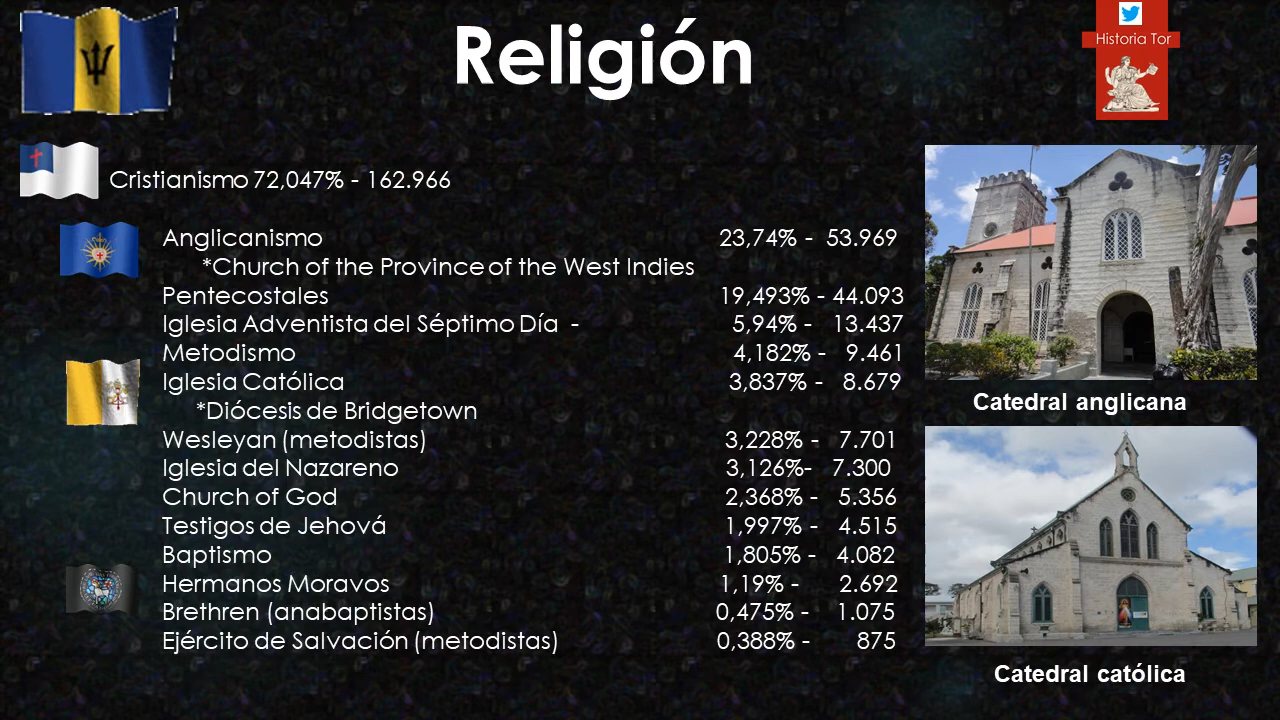 Religión
Historia Tor
Cristianismo 72,047% - 162.966
Anglicanismo 23,74% - 53.969
*Church of the Province of the West Indies
Pentecostales 19,493% - 44.093
Iglesia Adventista del Séptimo Día - 5,94% - 13.437
Metodismo 4,182% - 9.461
Iglesia Católica 3,837% - 8.679
*Diócesis de Bridgetown
Wesleyan (metodistas) 3,228% - 7.701
Iglesia del Nazareno 3,126%- 7.300
Church of God 2,368% - 5.356
Testigos de Jehová 1,997% - 4.515
Baptismo 1,805% - 4.082
Hermanos Moravos 1,19% - 2.692
Brethren (anabaptistas) 0,475% - 1.075
Ejército de Salvación (metodistas) 0,388% - 875
Catedral anglicana
Catedral católica